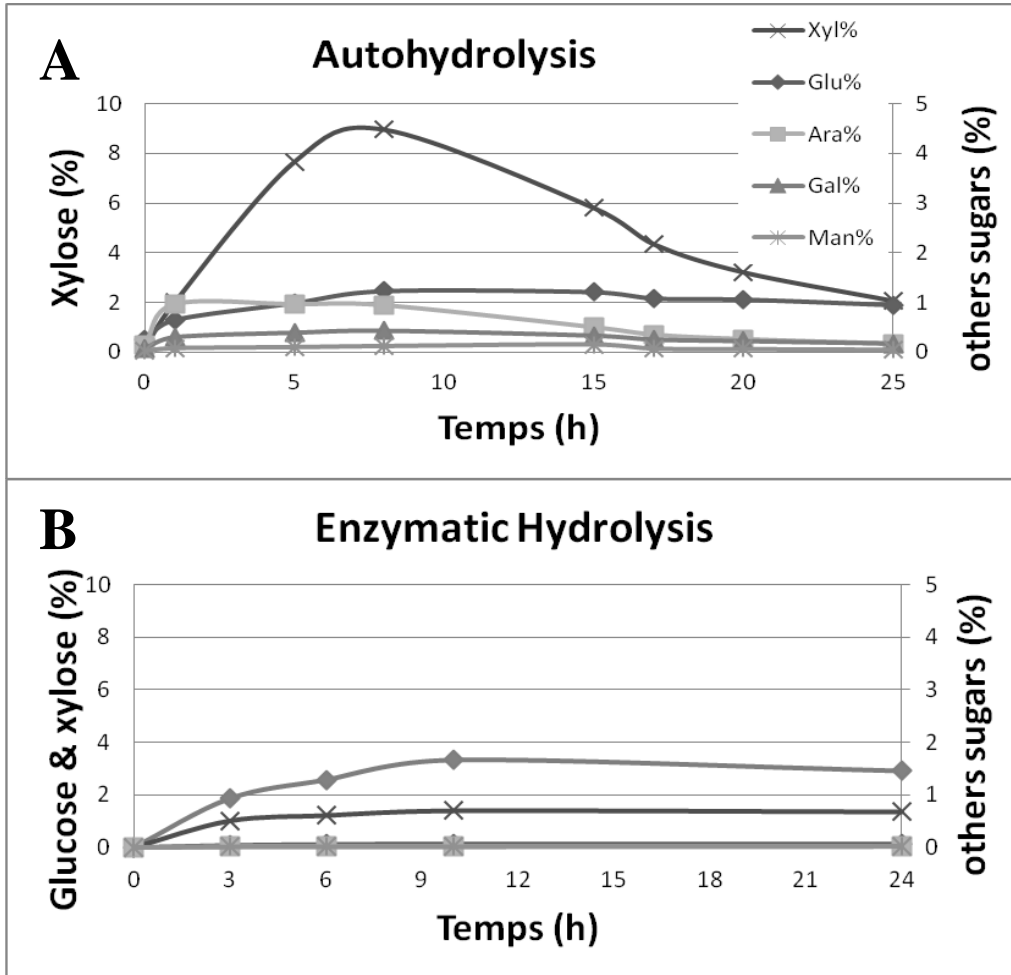 A
Autohydrolysis
Xyl%
Glu%
Ara%
Gal%
Man%
Xylose (%)
10
8
6
4
2
0
5
4
3
2
1
0
others sugars (%)
0 5 10 15 20 25
Temps (h)
B
Enzymatic Hydrolysis
Glucose & xylose (%)
10
8
6
4
2
0
5
4
3
2
1
0
others sugars (%)
0 3 6 9 12 15 18 21 24
Temps (h)